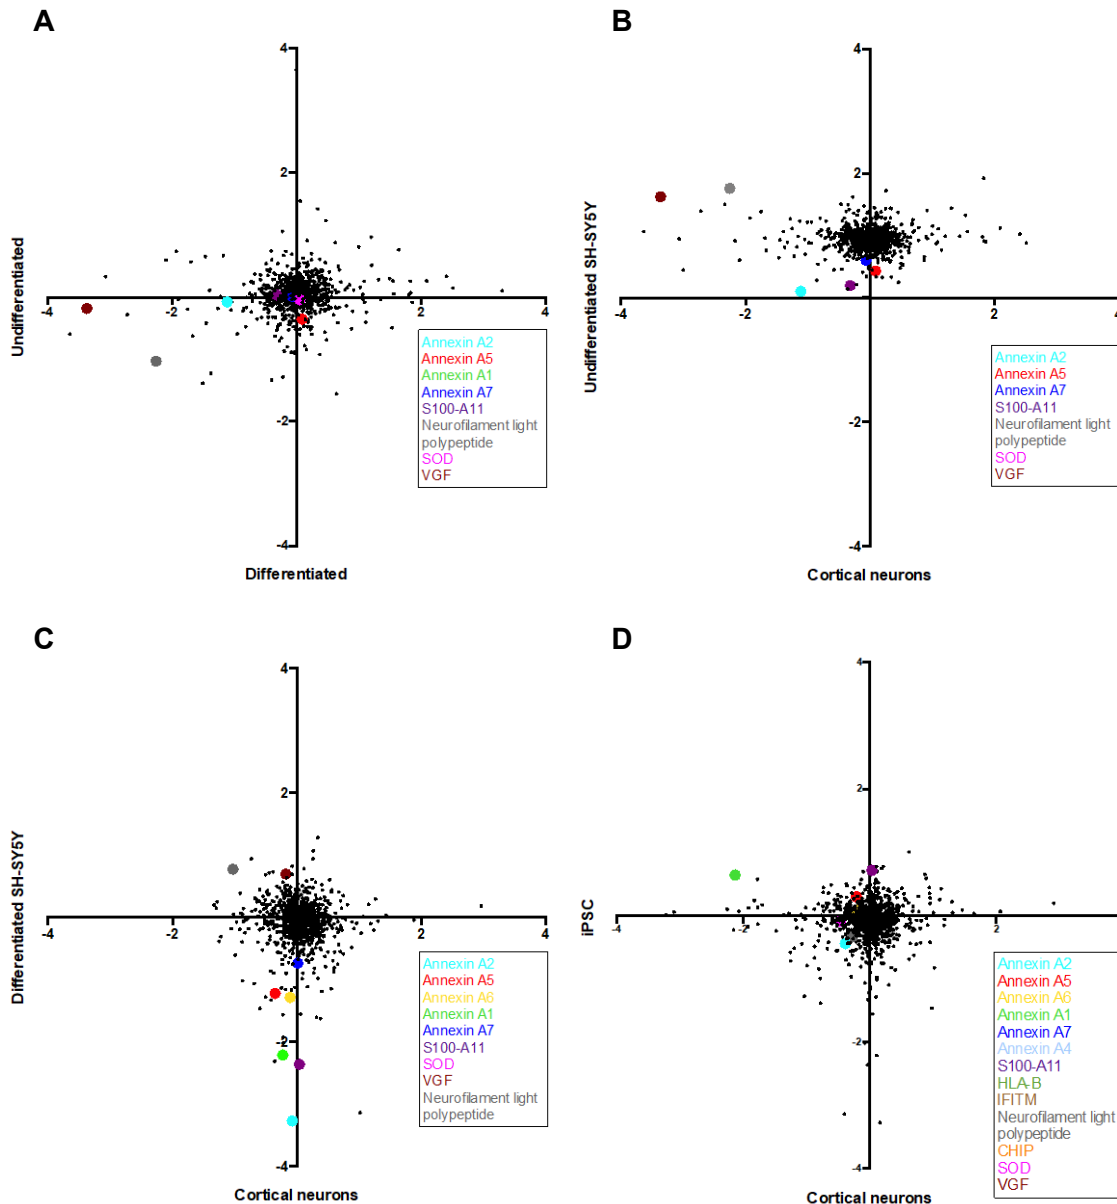 A
4
2
-4
-2
2
4
-2
-4
Undifferentiated
Differentiated
Annexin A2
Annexin A5
Annexin A1
Annexin A7
S100-A11
Neurofilament light
polypeptide
SOD
VGF
B
4
2
-4
-2
2
4
-2
-4
Undifferentiated SH-SY5Y
Cortical neurons
Annexin A2
Annexin A5
Annexin A7
S100-A11
Neurofilament light
polypeptide
SOD
VGF
C
4
2
-4
-2
2
4
-2
-4
Differentiated SH-SY5Y
Cortical neurons
Annexin A2
Annexin A5
Annexin A6
Annexin A1
Annexin A7
S100-A11
SOD
VGF
Neurofilament light
polypeptide
D
4
2
-4
-2
2
-2
-4
iPSC
Cortical neurons
Annexin A2
Annexin A5
Annexin A6
Annexin A1
Annexin A7
Annexin A4
S100-A11
HLA-B
IFITM
Neurofilament light
polypeptide
CHIP
SOD
VGF